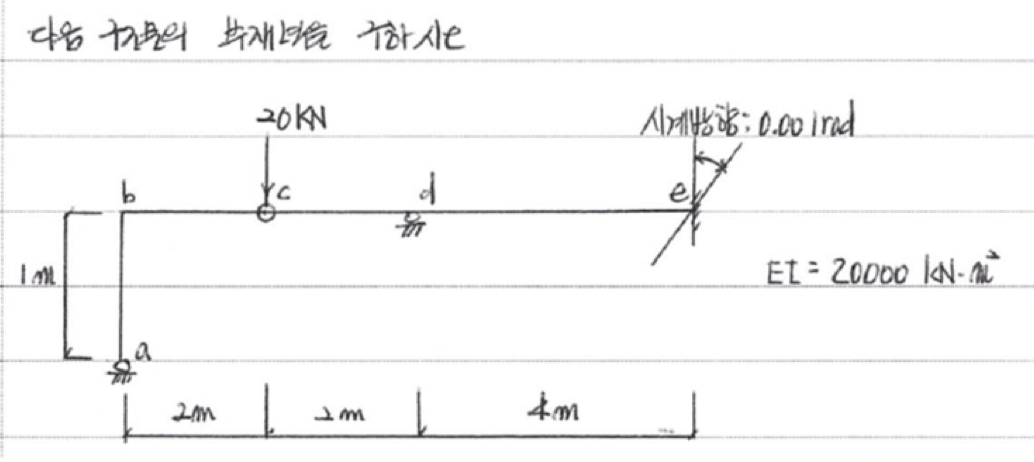 다음 구조물의 부재력을 구하시오
20KN
시계방향: 0.001rad
b
c
d
e
1m
EI = 20000 kN·m²
a
2m
2m
4m